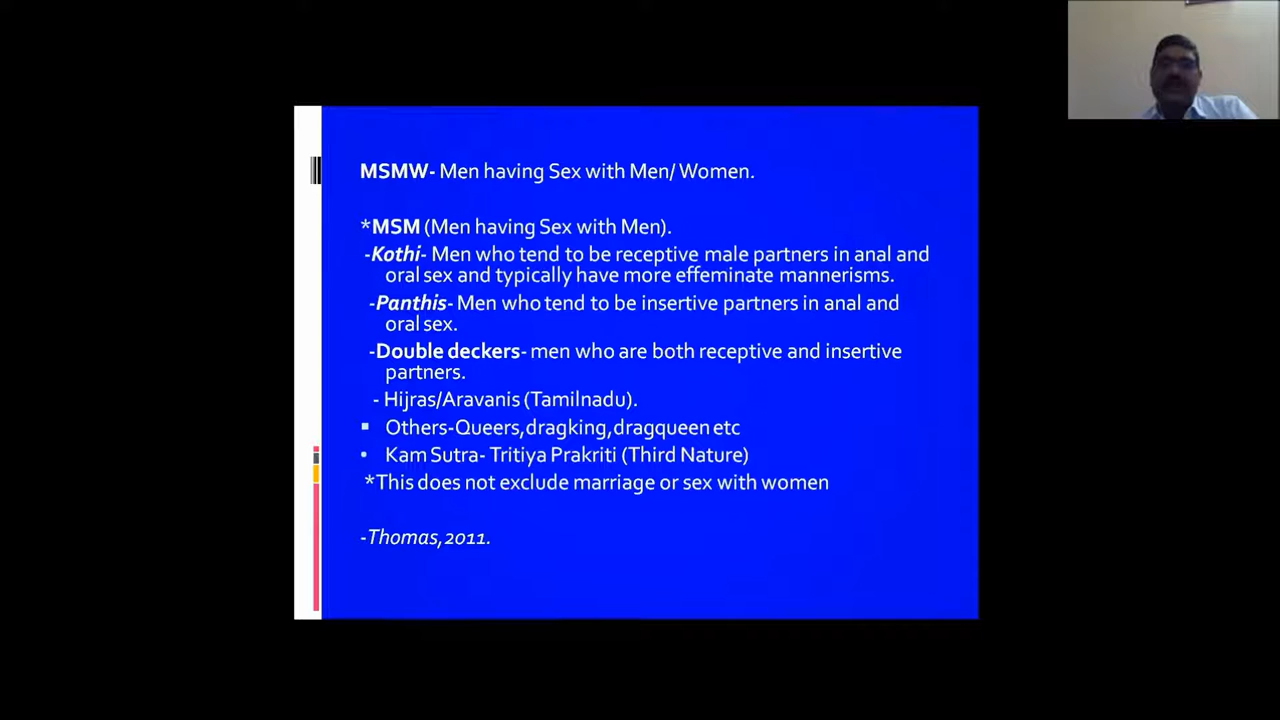 MSMW- Men having Sex with Men/ Women.
*MSM (Men having Sex with Men).
-Kothi- Men who tend to be receptive male partners in anal and
oral sex and typically have more effeminate mannerisms.
-Panthis- Men who tend to be insertive partners in anal and
oral sex.
-Double deckers- men who are both receptive and insertive
partners.
- Hijras/Aravanis (Tamilnadu).
▪ Others-Queers,dragking,dragqueen etc
• Kam Sutra- Tritiya Prakriti (Third Nature)
*This does not exclude marriage or sex with women
-Thomas,2011.